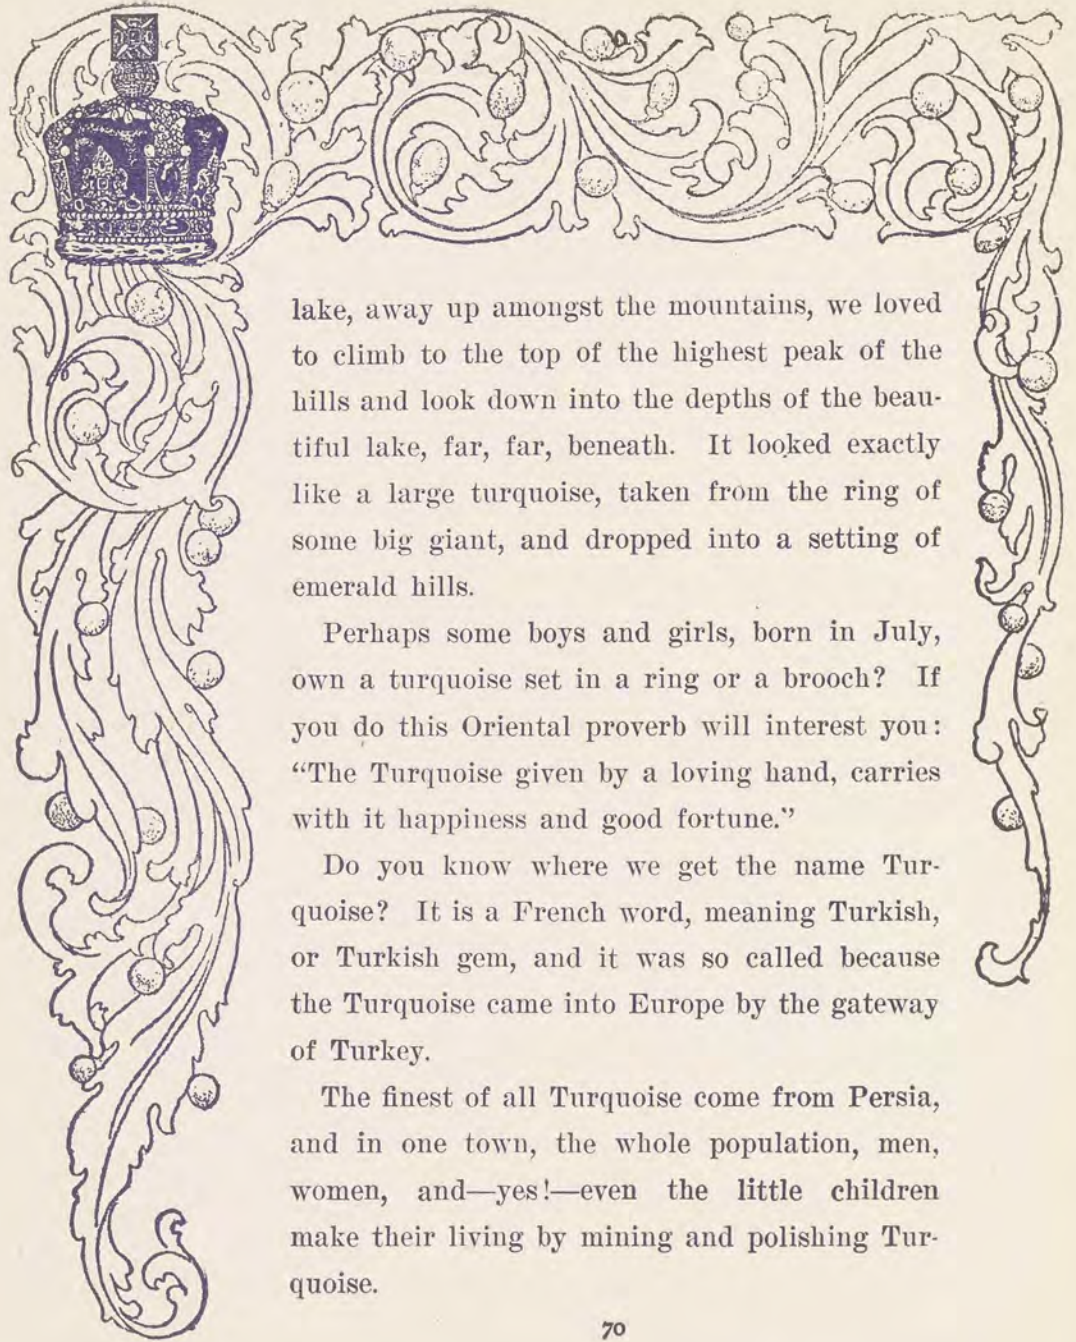 lake, away up amongst the mountains, we loved
to climb to the top of the highest peak of the
hills and look down into the depths of the beau-
tiful lake, far, far, beneath. It looked exactly
like a large turquoise, taken from the ring of
some big giant, and dropped into a setting of
emerald hills.
Perhaps some boys and girls, born in July,
own a turquoise set in a ring or a brooch? If
you do this Oriental proverb will interest you:
“The Turquoise given by a loving hand, carries
with it happiness and good fortune.”
Do you know where we get the name Tur-
quoise? It is a French word, meaning Turkish,
or Turkish gem, and it was so called because
the Turquoise came into Europe by the gateway
of Turkey.
The finest of all Turquoise come from Persia,
and in one town, the whole population, men,
women, and—yes!—even the little children
make their living by mining and polishing Tur-
quoise.
70